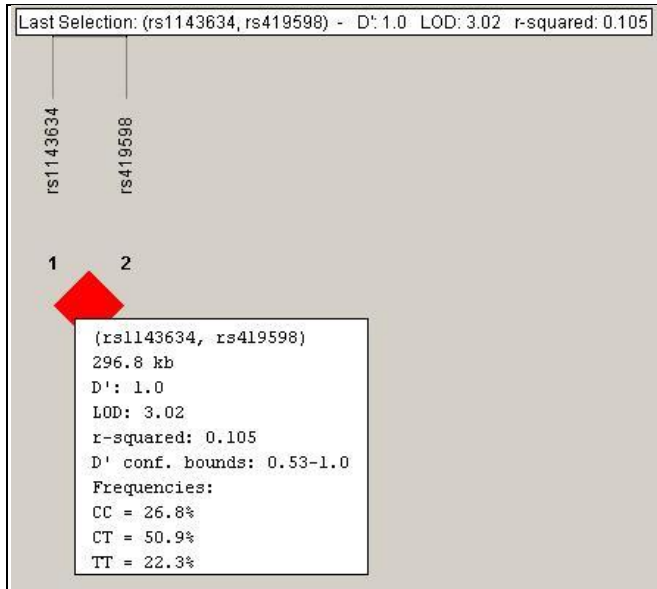 Last Selection: (rs1143634, rs419598) - D': 1.0 LOD: 3.02 r-squared: 0.105
rs1143634
rs419598
1 2
(rs1143634, rs419598)
296.8 kb
D': 1.0
LOD: 3.02
r-squared: 0.105
D' conf. bounds: 0.53-1.0
Frequencies:
CC = 26.8%
CT = 50.9%
TT = 22.3%